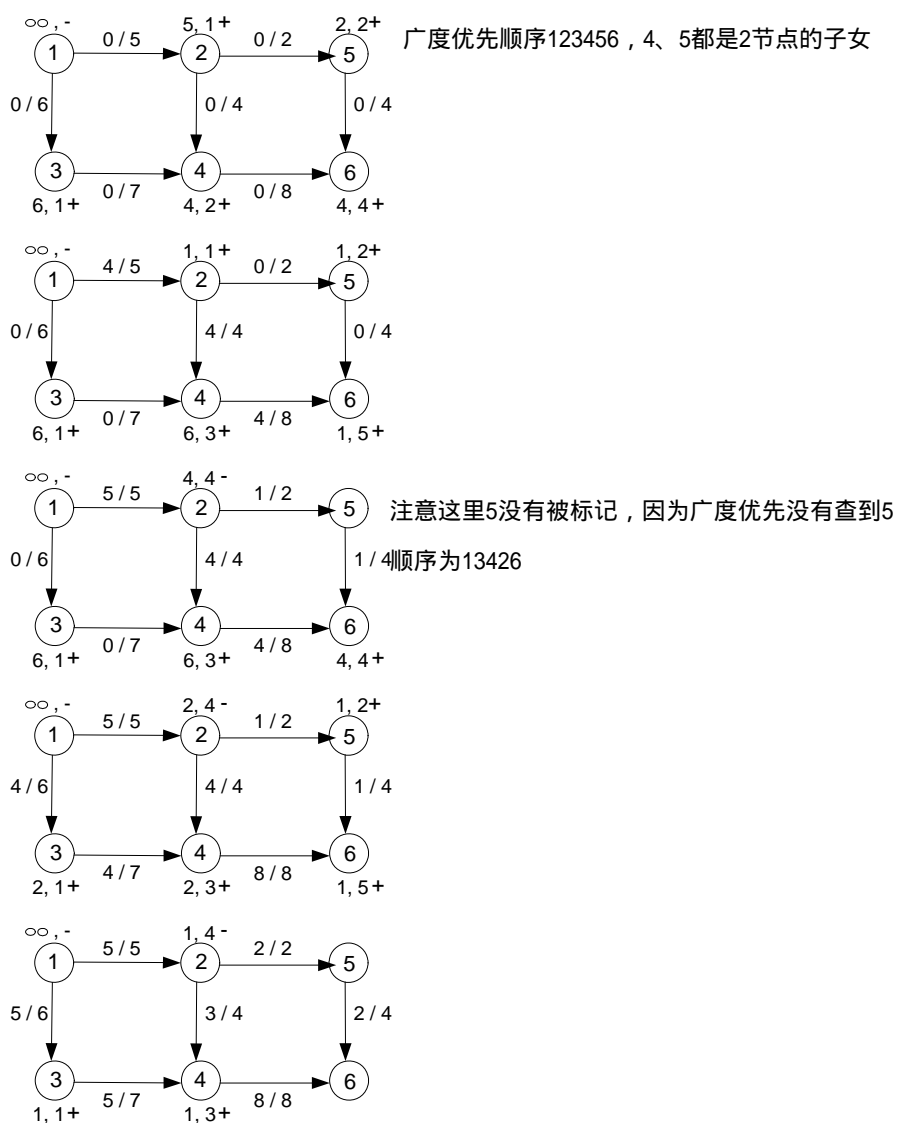 ∞, - 5, 1+ 2, 2+
广度优先顺序123456，4、5都是2节点的子女
1 0 / 5 2 0 / 2 5
0 / 6 0 / 4 0 / 4
3 0 / 7 4 0 / 8 6
6, 1+ 4, 2+ 4, 4+
∞, - 1, 1+ 1, 2+
1 4 / 5 2 0 / 2 5
0 / 6 4 / 4 0 / 4
3 0 / 7 4 4 / 8 6
6, 1+ 6, 3+ 1, 5+
∞, - 4, 4-
1 5 / 5 2 1 / 2 5
注意这里5没有被标记，因为广度优先没有查到5
0 / 6 4 / 4 1 / 4
顺序为13426
3 0 / 7 4 4 / 8 6
6, 1+ 6, 3+ 4, 4+
∞, - 2, 4- 1, 2+
1 5 / 5 2 1 / 2 5
4 / 6 4 / 4 1 / 4
3 4 / 7 4 8 / 8 6
2, 1+ 2, 3+ 1, 5+
∞, - 1, 4-
1 5 / 5 2 2 / 2 5
5 / 6 3 / 4 2 / 4
3 5 / 7 4 8 / 8 6
1, 1+ 1, 3+